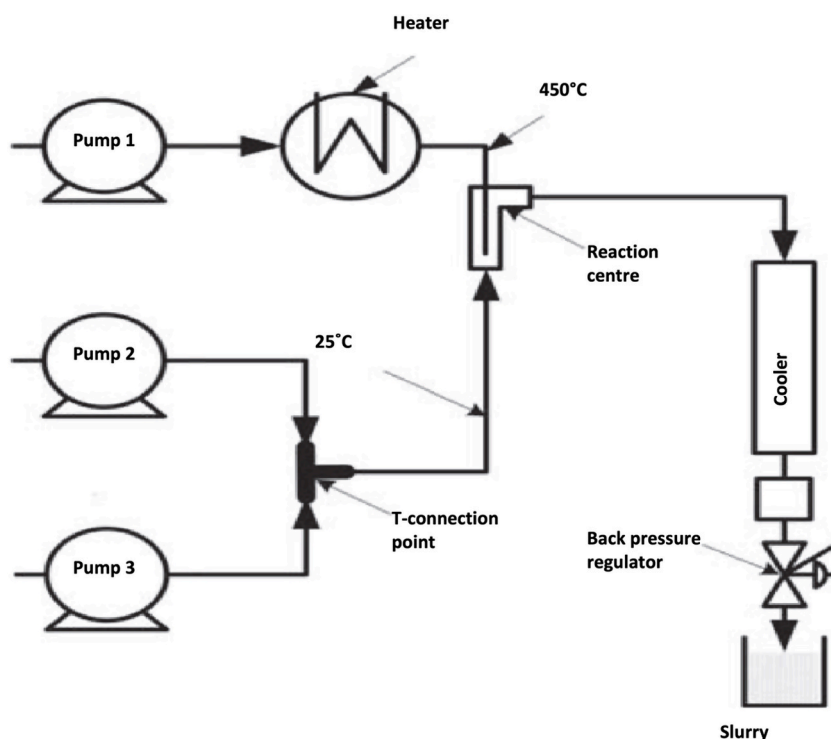 Heater
450°C
Pump 1
Reaction
centre
Pump 2
25°C
Cooler
T-connection
point
Back pressure
regulator
Pump 3
Slurry